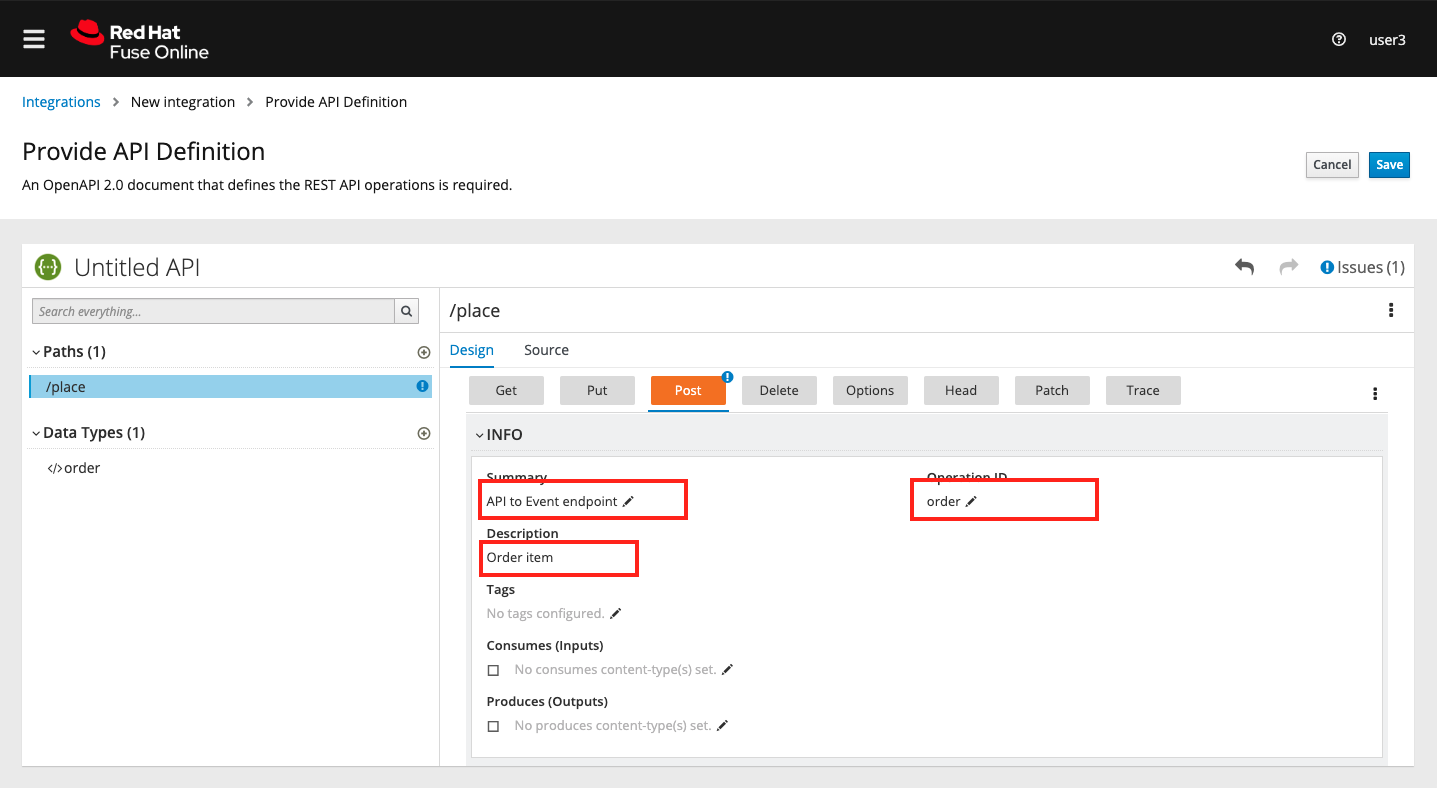 Red Hat
Fuse Online
user3
Integrations > New integration > Provide API Definition
Provide API Definition
An OpenAPI 2.0 document that defines the REST API operations is required.
Cancel
Save
Untitled API
Issues (1)
Search everything...
Paths (1)
/place
Data Types (1)
</>order
/place
Design
Source
Get
Put
Post
Delete
Options
Head
Patch
Trace
INFO
Summary
API to Event endpoint
Operation ID
order
Description
Order item
Tags
No tags configured.
Consumes (Inputs)
No consumes content-type(s) set.
Produces (Outputs)
No produces content-type(s) set.